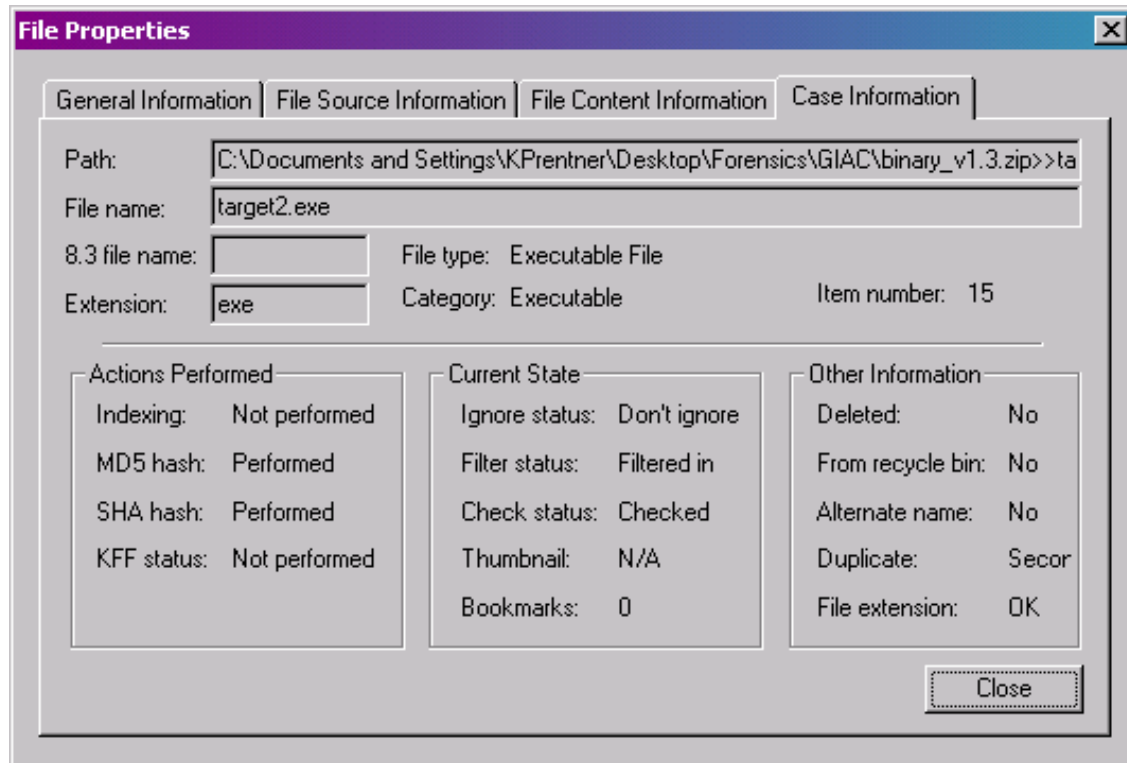 File Properties
General Information File Source Information File Content Information Case Information
Path: C:\Documents and Settings\KPrentner\Desktop\Forensics\GIAC\binary_v1.3.zip>>ta
File name: target2.exe
8.3 file name: File type: Executable File
Extension: exe Category: Executable Item number: 15
Actions Performed
Indexing: Not performed
MD5 hash: Performed
SHA hash: Performed
KFF status: Not performed
Current State
Ignore status: Don't ignore
Filter status: Filtered in
Check status: Checked
Thumbnail: N/A
Bookmarks: 0
Other Information
Deleted: No
From recycle bin: No
Alternate name: No
Duplicate: Secor
File extension: OK
Close